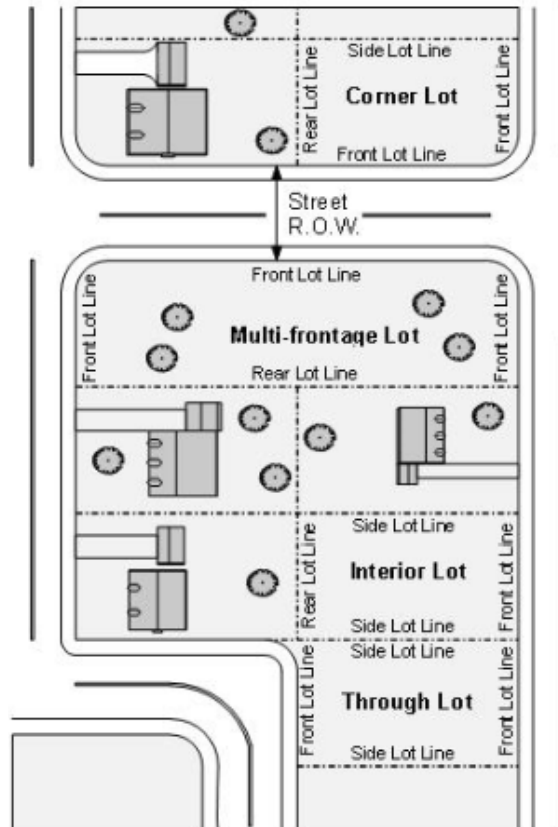 Side Lot Line
Rear Lot Line
Corner Lot
Front Lot Line
Front Lot Line
Street
R.O.W.
Front Lot Line
Front Lot Line
Multi-frontage Lot
Front Lot Line
Rear Lot Line
Side Lot Line
Rear Lot Line
Interior Lot
Front Lot Line
Side Lot Line
Side Lot Line
Front Lot Line
Through Lot
Front Lot Line
Side Lot Line